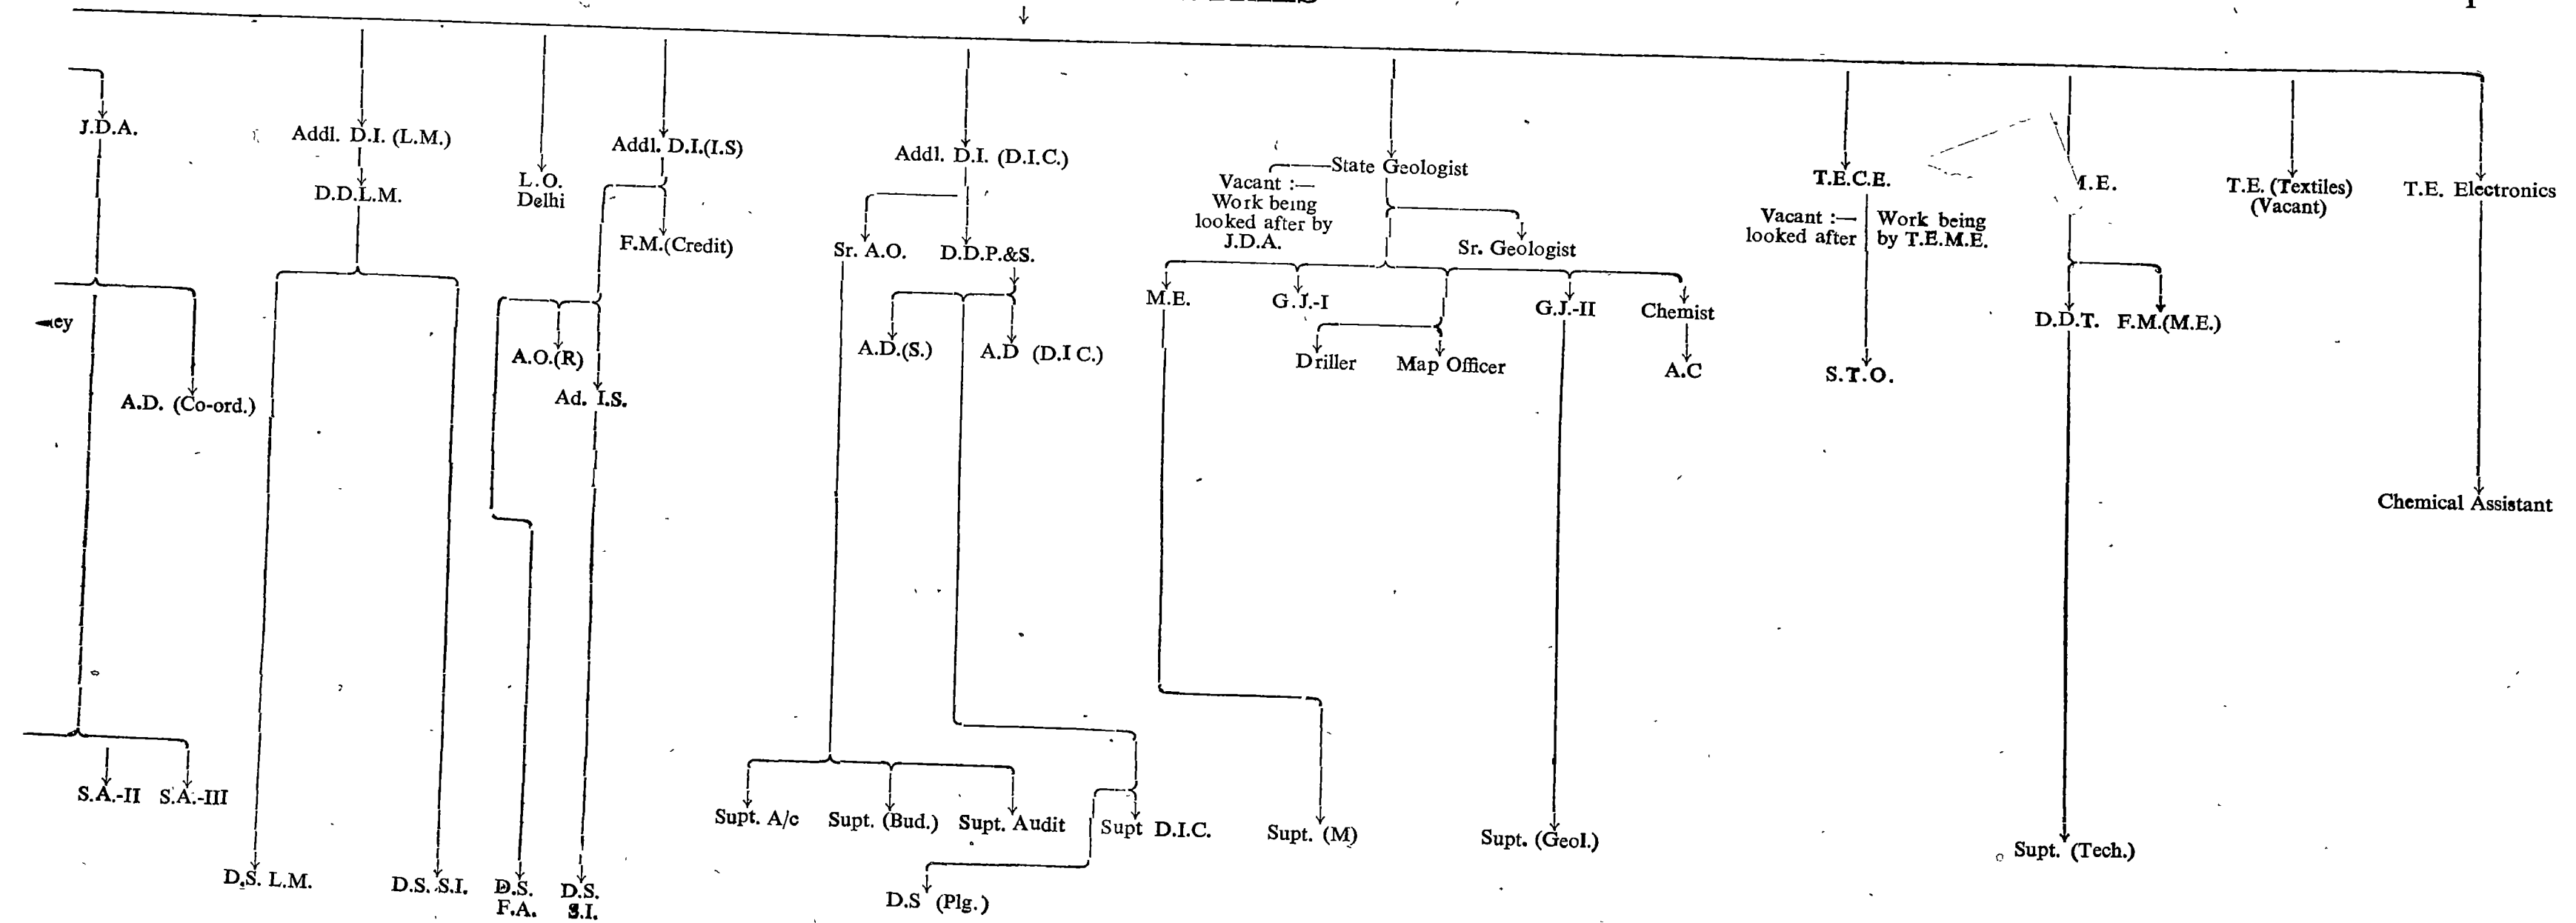 J.D.A.
Addl. D.I. (L.M.)
D.D.L.M.
L.O.
Delhi
Addl. D.I.(I.S)
F.M.(Credit)
Addl. D.I. (D.I.C.)
State Geologist
Vacant :—
Work being
looked after by
J.D.A.
Sr. Geologist
T.E.C.E.
Vacant :— Work being
looked after by T.E.M.E.
T.E. (Textiles)
(Vacant)
T.E. Electronics
Sr. A.O.
D.D.P.&S.
M.E.
G.J.-I
G.J.-II
Chemist
D.D.T.
F.M.(M.E.)
A.O.(R)
A.D.(S.)
A.D (D.I C.)
Driller
Map Officer
A.C
S.T.O.
A.D. (Co-ord.)
Ad. I.S.
Chemical Assistant
S.A.-II
S.A.-III
Supt. A/c
Supt. (Bud.)
Supt. Audit
Supt D.I.C.
Supt. (M)
Supt. (Geol.)
Supt. (Tech.)
D.S. L.M.
D.S. S.I.
D.S.
F.A.
D.S.
S.I.
D.S (Plg.)